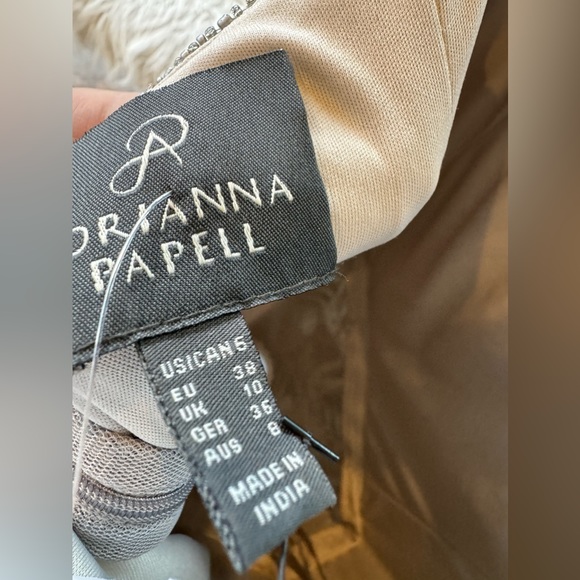 DRIANNA
PAPELL
US|CAN 6
EU 38
UK 10
GER 36
AUS 8
MADE IN
INDIA